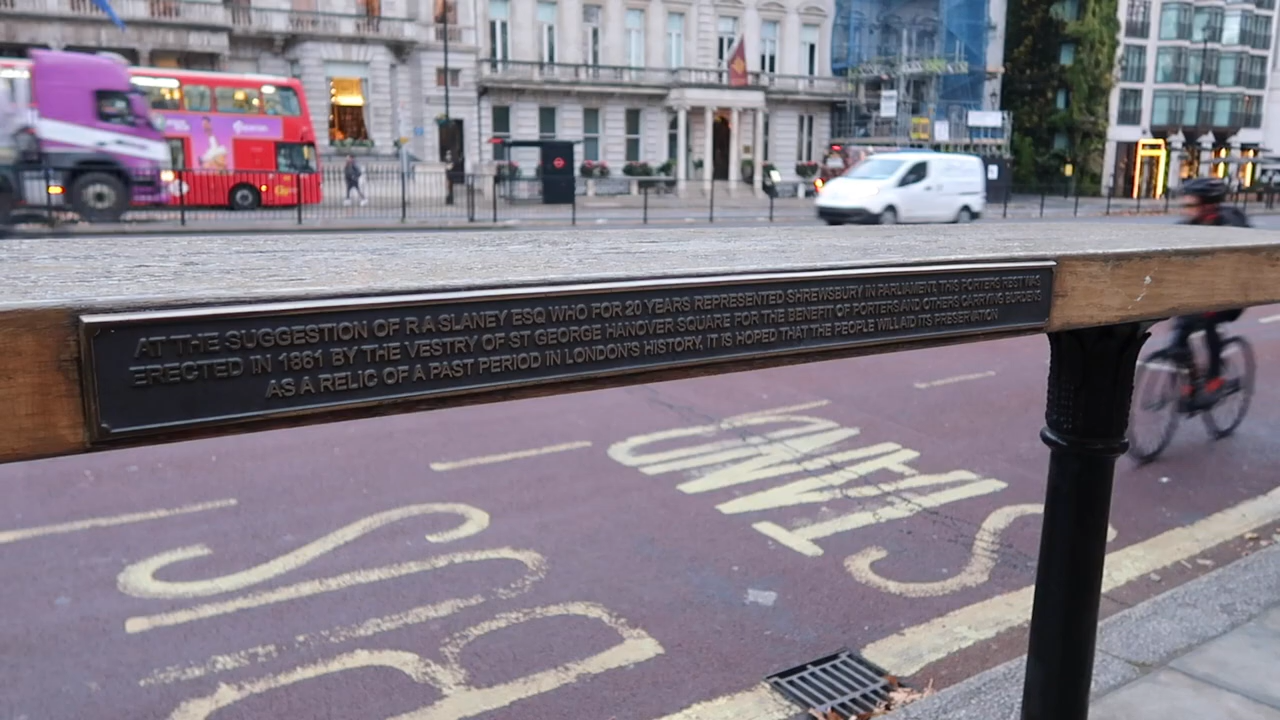 AT THE SUGGESTION OF R A SLANEY ESQ WHO FOR 20 YEARS REPRESENTED SHREWSBURY IN PARLIAMENT, THIS PORTERS REST WAS
ERECTED IN 1861 BY THE VESTRY OF ST GEORGE HANOVER SQUARE FOR THE BENEFIT OF PORTERS AND OTHERS CARRYING BURDENS
AS A RELIC OF A PAST PERIOD IN LONDON'S HISTORY, IT IS HOPED THAT THE PEOPLE WILL AID ITS PRESERVATION
BUS
STAND